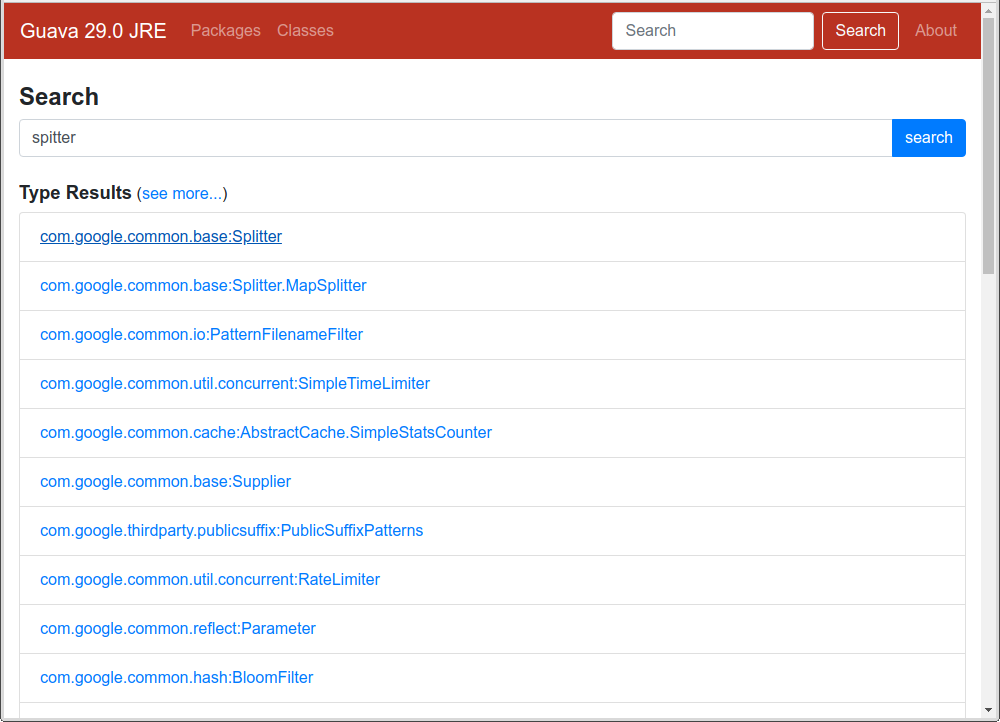 Guava 29.0 JRE Packages Classes Search Search About
Search
spitter search
Type Results (see more...)
com.google.common.base:Splitter
com.google.common.base:Splitter.MapSplitter
com.google.common.io:PatternFilenameFilter
com.google.common.util.concurrent:SimpleTimeLimiter
com.google.common.cache:AbstractCache.SimpleStatsCounter
com.google.common.base:Supplier
com.google.thirdparty.publicsuffix:PublicSuffixPatterns
com.google.common.util.concurrent:RateLimiter
com.google.common.reflect:Parameter
com.google.common.hash:BloomFilter